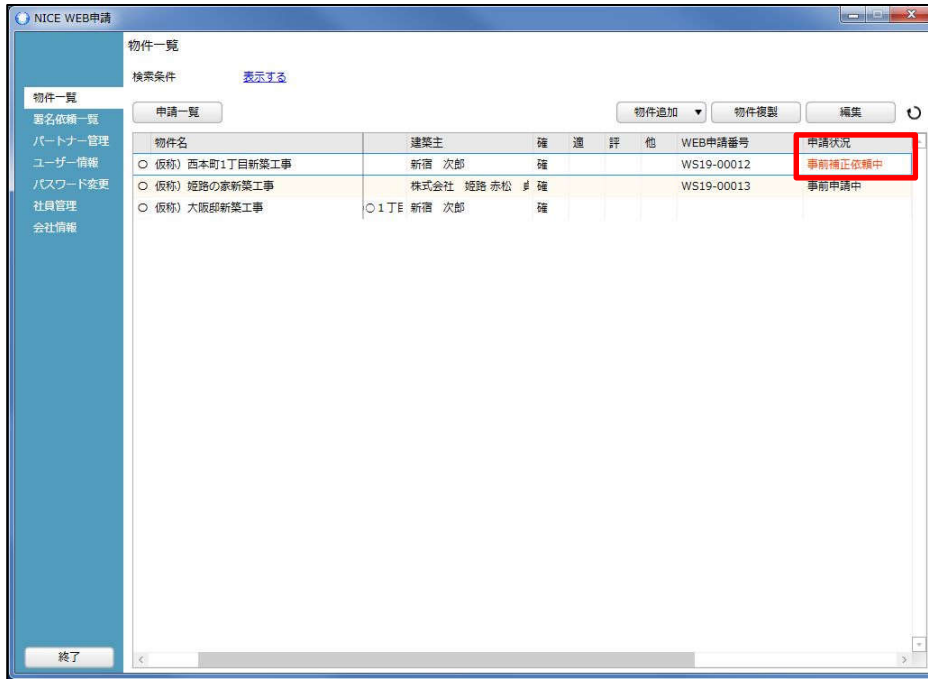 NICE WEB申請
物件一覧
検索条件 表示する
物件一覧
署名依頼一覧
パートナー管理
ユーザー情報
パスワード変更
社員管理
会社情報
終了
申請一覧 物件追加 ▼ 物件複製 編集
物件名 建築主 確 適 評 他 WEB申請番号 申請状況
○ 仮称）西本町1丁目新築工事 新宿 次郎 確 WS19-00012 事前補正依頼中
○ 仮称）姫路の家新築工事 株式会社 姫路 赤松 確 WS19-00013 事前申請中
○ 仮称）大阪邸新築工事 ○1丁目 新宿 次郎 確